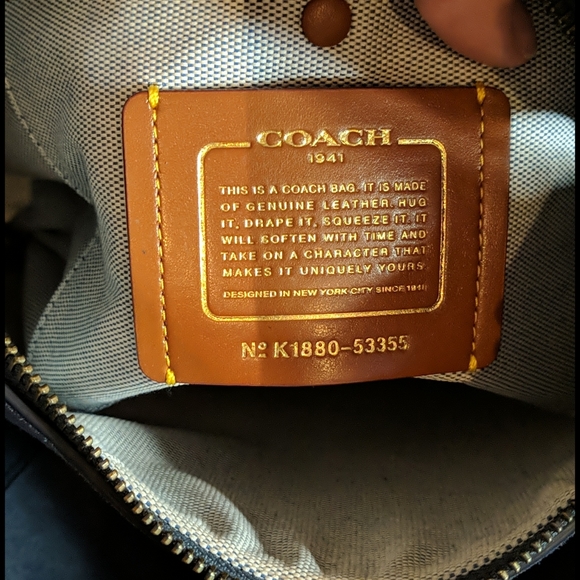 COACH
1941
THIS IS A COACH BAG. IT IS MADE
OF GENUINE LEATHER. HUG
IT, DRAPE IT, SQUEEZE IT. IT
WILL SOFTEN WITH TIME AND
TAKE ON A CHARACTER THAT
MAKES IT UNIQUELY YOURS.
DESIGNED IN NEW YORK CITY SINCE 1941
Nº K1880-53355